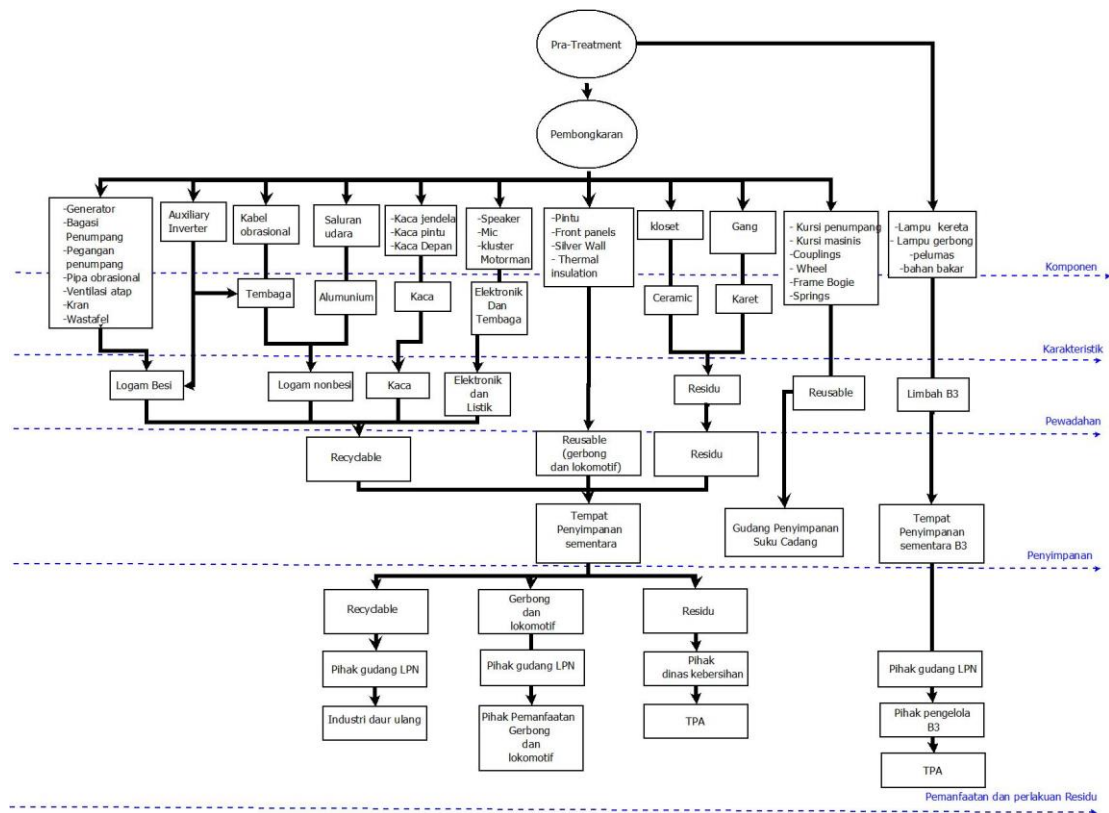 Pra-Treatment
Pembongkaran
-Generator
-Bagasi
Penumpang
-Pegangan
penumpang
-Pipa obrasional
-Ventilasi atap
-Kran
-Wastafel
Auxiliary
Inverter
Kabel
obrasional
Saluran
udara
-Kaca jendela
-Kaca pintu
-Kaca Depan
-Speaker
-Mic
-kluster
Motorman
-Pintu
-Front panels
-Silver Wall
- Thermal
insulation
kloset
Gang
- Kursi penumpang
- Kursi masinis
-Couplings
- Wheel
-Frame Bogie
-Springs
-Lampu kereta
- Lampu gerbong
-pelumas
-bahan bakar
Komponen
Tembaga
Alumunium
Kaca
Elektronik
Dan
Tembaga
Ceramic
Karet
Karakteristik
Logam Besi
Logam nonbesi
Kaca
Elektronik
dan
Listik
Residu
Reusable
Limbah B3
Pewadahan
Recyclable
Reusable
(gerbong
dan lokomotif)
Residu
Tempat
Penyimpanan
sementara
Gudang Penyimpanan
Suku Cadang
Tempat
Penyimpanan
sementara B3
Penyimpanan
Recyclable
Gerbong
dan
lokomotif
Residu
Pihak gudang LPN
Pihak gudang LPN
Pihak
dinas kebersihan
Pihak gudang LPN
Industri daur ulang
Pihak Pemanfaatan
Gerbong
dan
lokomotif
TPA
Pihak pengelola
B3
TPA
Pemanfaatan dan perlakuan Residu